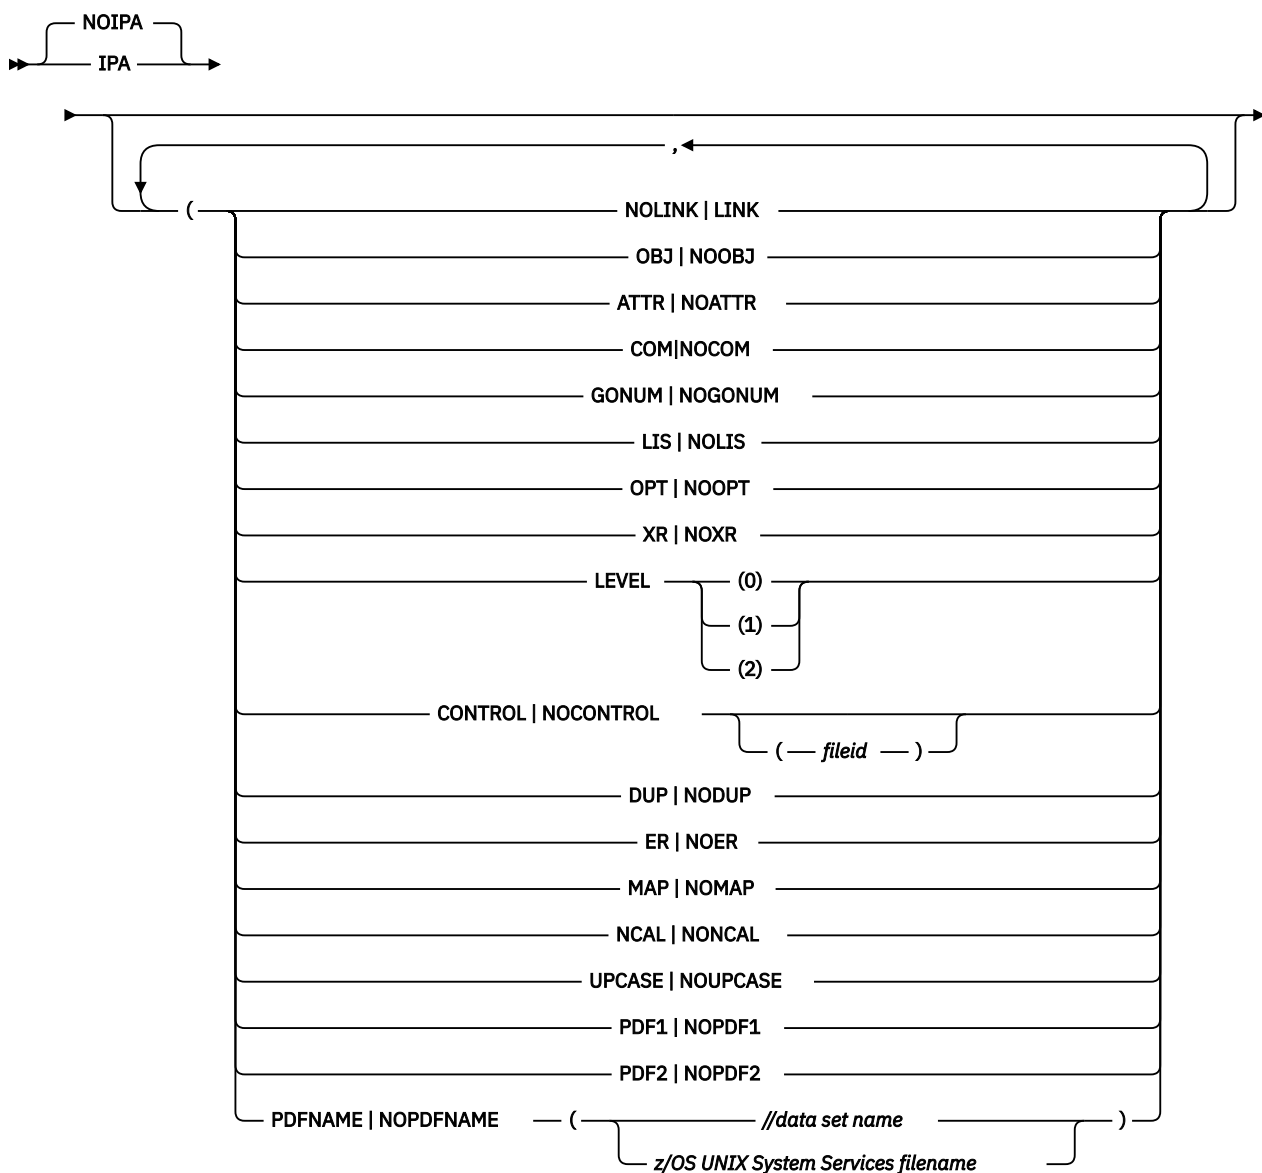 NOIPA
IPA
,
( NOLINK | LINK
OBJ | NOOBJ
ATTR | NOATTR
COM|NOCOM
GONUM | NOGONUM
LIS | NOLIS
OPT | NOOPT
XR | NOXR
LEVEL (0)
(1)
(2)
CONTROL | NOCONTROL
( fileid )
DUP | NODUP
ER | NOER
MAP | NOMAP
NCAL | NONCAL
UPCASE | NOUPCASE
PDF1 | NOPDF1
PDF2 | NOPDF2
PDFNAME | NOPDFNAME ( //data set name )
z/OS UNIX System Services filename